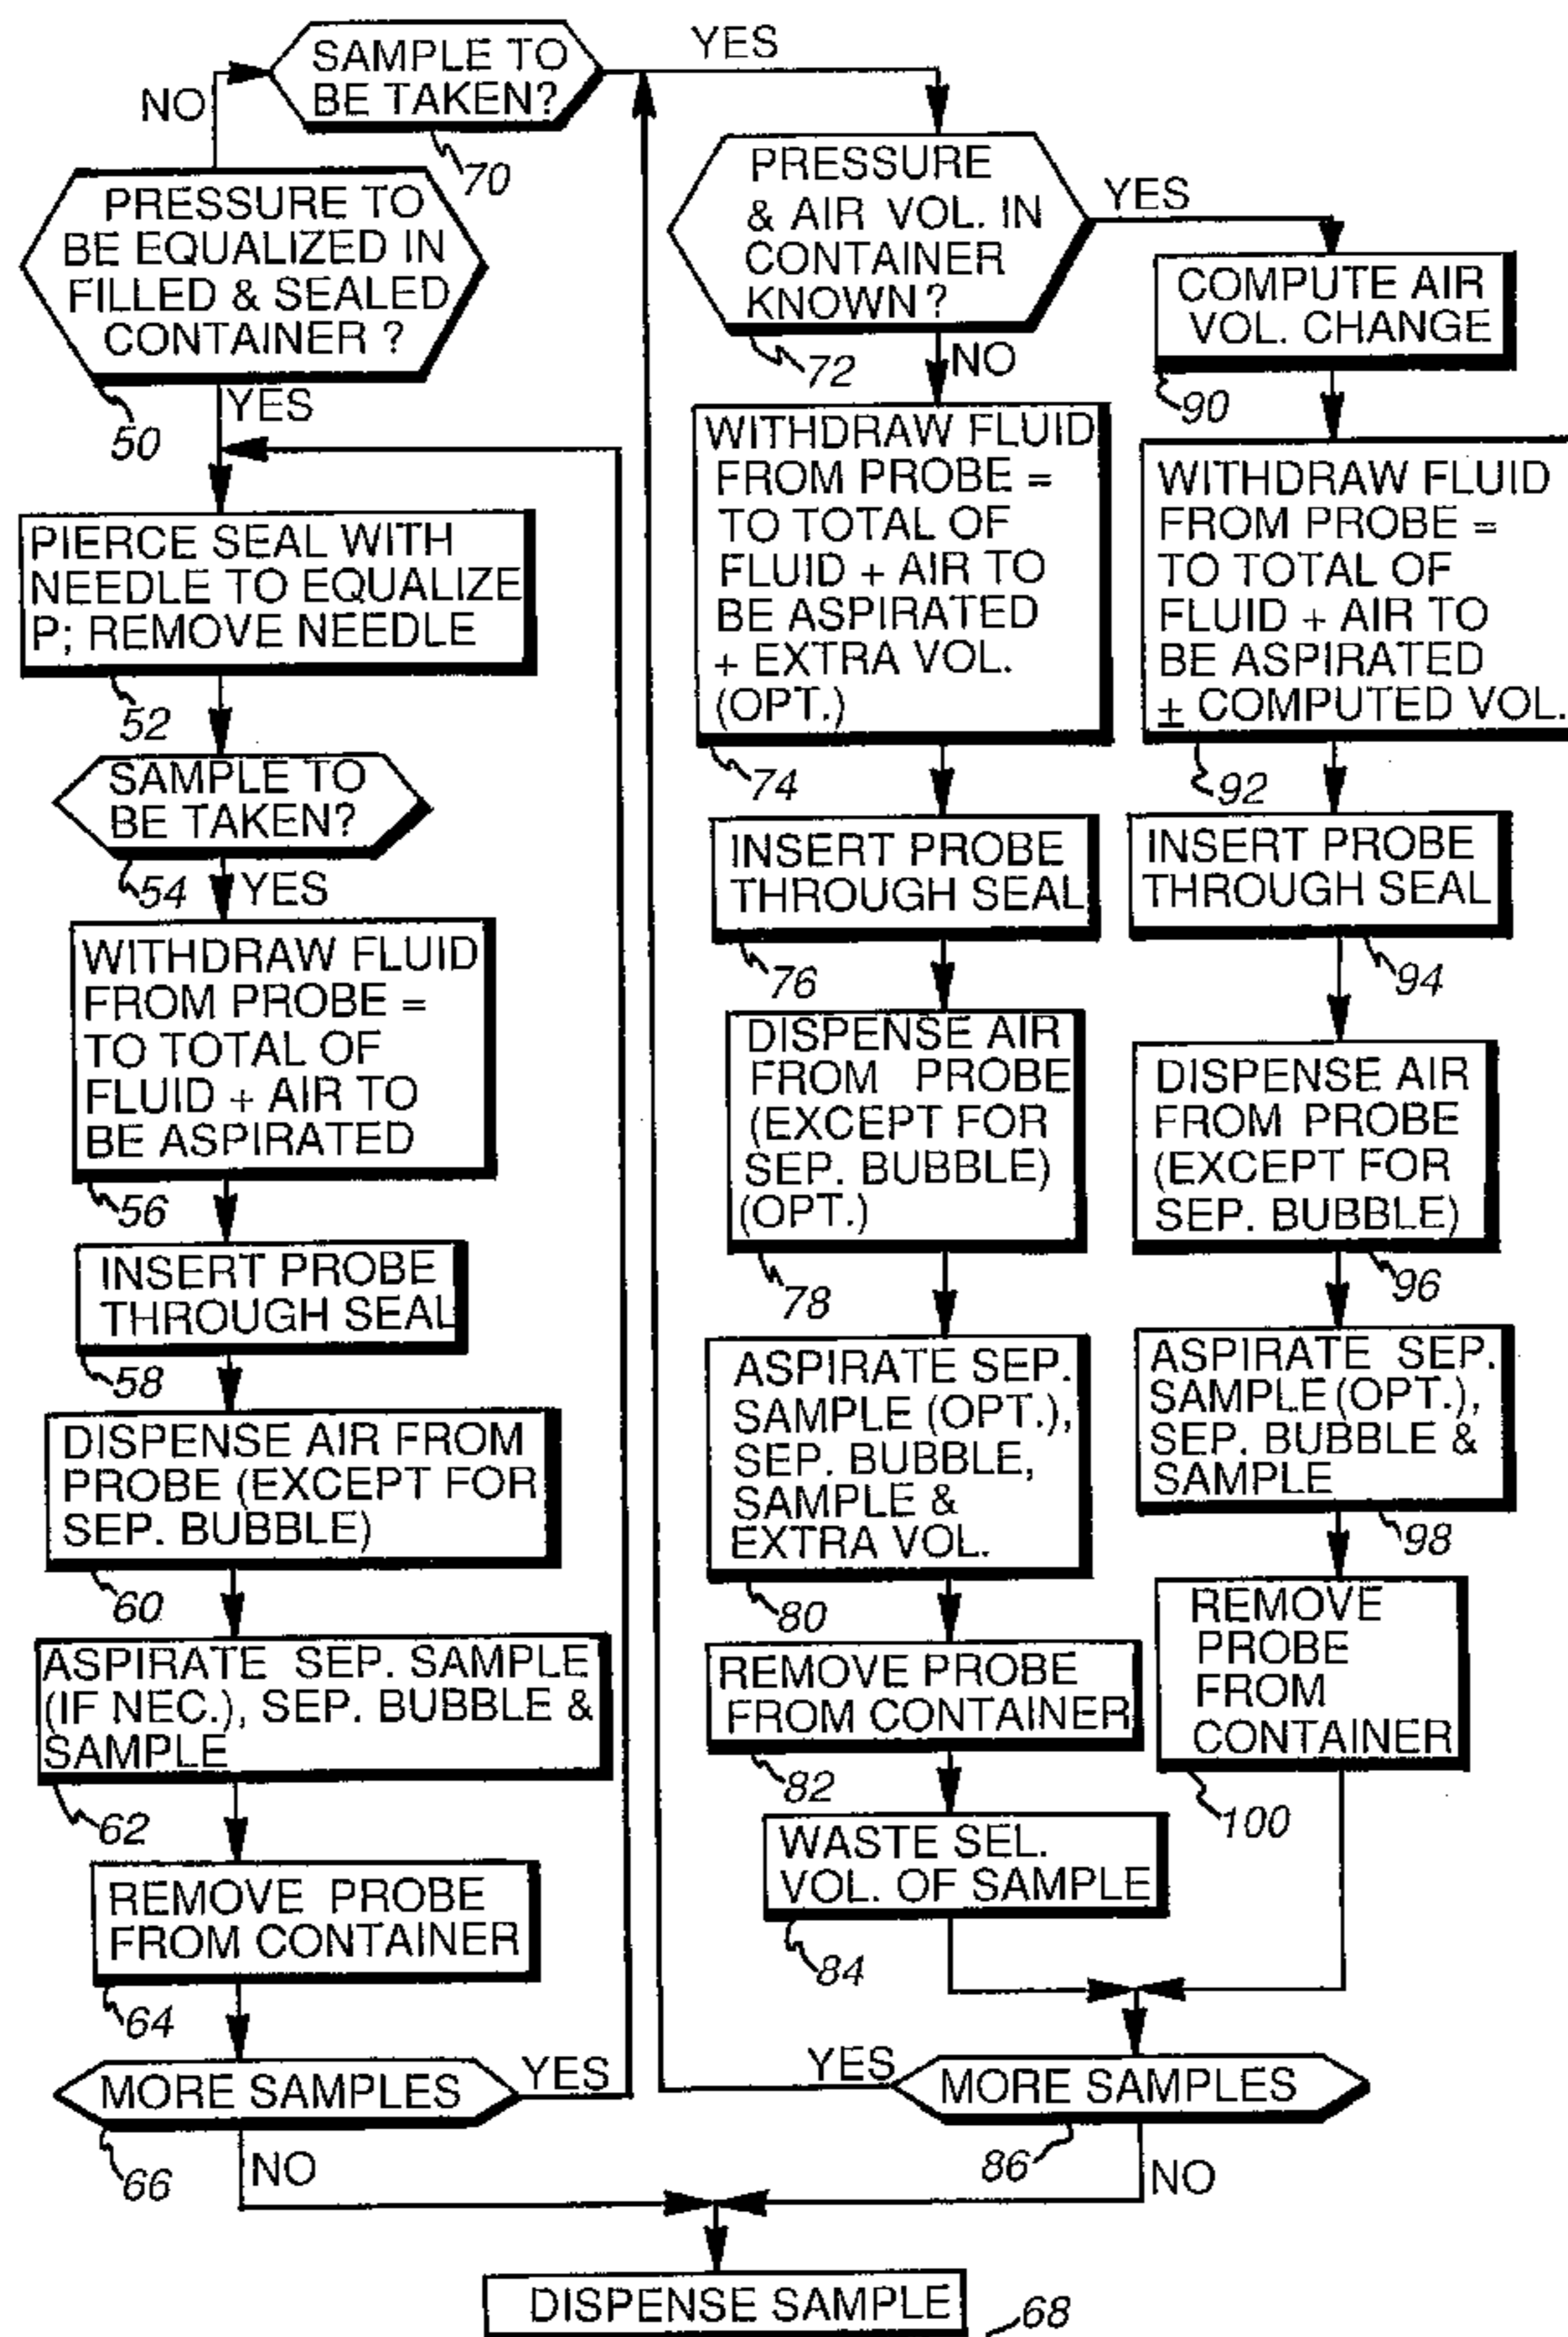 SAMPLE TO
BE TAKEN?
70
YES
NO
PRESSURE TO
BE EQUALIZED IN
FILLED & SEALED
CONTAINER ?
50
YES
PIERCE SEAL WITH
NEEDLE TO EQUALIZE
P; REMOVE NEEDLE
52
SAMPLE TO
BE TAKEN?
54
YES
WITHDRAW FLUID
FROM PROBE =
TO TOTAL OF
FLUID + AIR TO
BE ASPIRATED
56
INSERT PROBE
THROUGH SEAL
58
DISPENSE AIR FROM
PROBE (EXCEPT FOR
SEP. BUBBLE)
60
ASPIRATE SEP. SAMPLE
(IF NEC.), SEP. BUBBLE &
SAMPLE
62
REMOVE PROBE
FROM CONTAINER
64
MORE SAMPLES
YES
66
NO
PRESSURE
& AIR VOL. IN
CONTAINER
KNOWN?
72
YES
NO
WITHDRAW FLUID
FROM PROBE =
TO TOTAL OF
FLUID + AIR TO
BE ASPIRATED
+ EXTRA VOL.
(OPT.)
74
INSERT PROBE
THROUGH SEAL
76
DISPENSE AIR
FROM PROBE
(EXCEPT FOR
SEP. BUBBLE)
(OPT.)
78
ASPIRATE SEP.
SAMPLE (OPT.),
SEP. BUBBLE,
SAMPLE &
EXTRA VOL.
80
REMOVE PROBE
FROM CONTAINER
82
WASTE SEL.
VOL. OF SAMPLE
84
COMPUTE AIR
VOL. CHANGE
90
WITHDRAW FLUID
FROM PROBE =
TO TOTAL OF
FLUID + AIR TO
BE ASPIRATED
± COMPUTED VOL.
92
INSERT PROBE
THROUGH SEAL
94
DISPENSE AIR
FROM PROBE
(EXCEPT FOR
SEP. BUBBLE)
96
ASPIRATE SEP.
SAMPLE (OPT.),
SEP. BUBBLE &
SAMPLE
98
REMOVE
PROBE
FROM
CONTAINER
100
YES
MORE SAMPLES
86
NO
DISPENSE SAMPLE
68